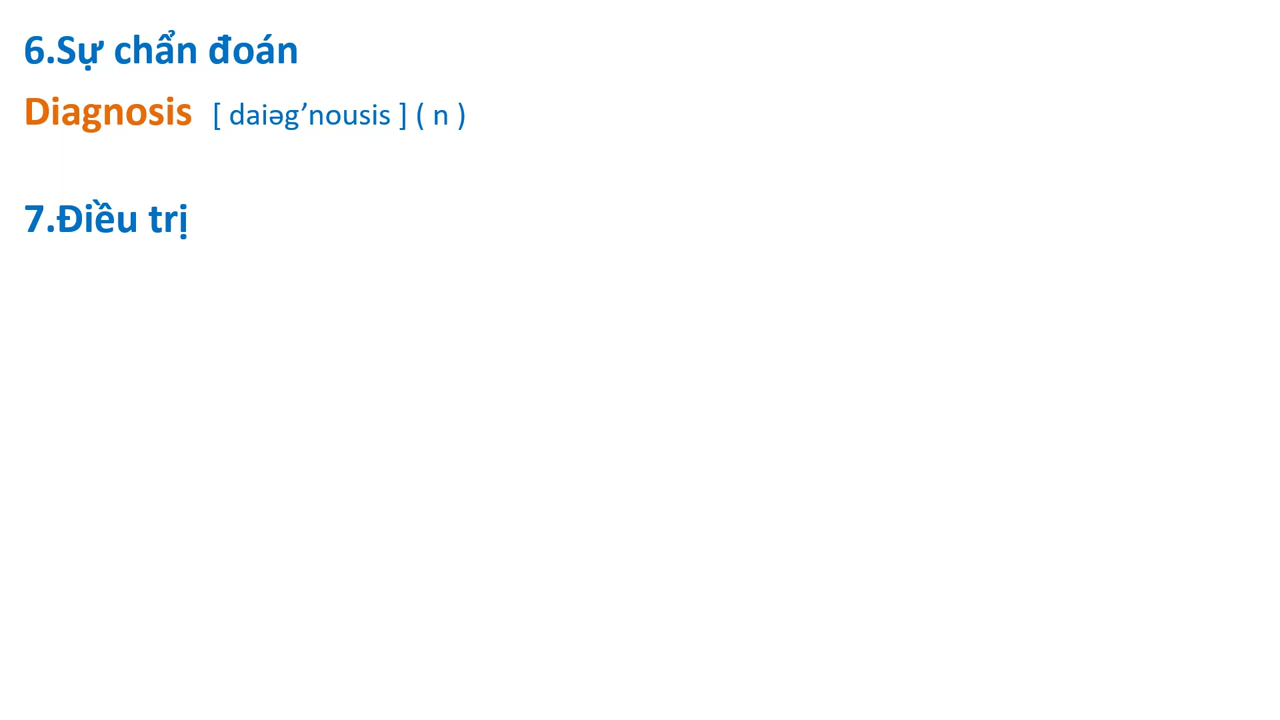 6.Sự chẩn đoán
Diagnosis [ daiəg’nousis ] ( n )
7.Điều trị